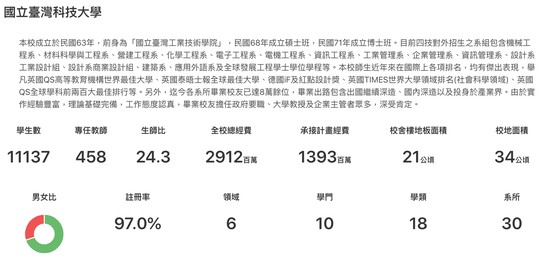 國立臺灣科技大學
本校成立於民國63年，前身為「國立臺灣工業技術學院」，民國68年成立碩士班，民國71年成立博士班。目前四技對外招生之系組包含機械工
程系、材料科學與工程系、營建工程系、化學工程系、電子工程系、電機工程系、資訊工程系、工業管理系、企業管理系、資訊管理系、設計系
工業設計組、設計系商業設計組、建築系、應用外語系及全球發展工程學士學位學程等。本校師生近年來在國際上各項排名，均有傑出表現，舉
凡英國QS高等教育機構世界最佳大學、英國泰晤士報全球最佳大學、德國iF及紅點設計獎、英國TIMES世界大學領域排名(社會科學領域)、英國
QS全球學科前兩百大最佳排行等。另外，迄今各系所畢業校友已達8萬餘位，畢業出路包含出國繼續深造、國內深造以及投身於產業界。由於實
作經驗豐富，理論基礎完備，工作態度認真，畢業校友擔任政府要職、大學教授及企業主管者眾多，深受肯定。
學生數 專任教師 生師比 全校總經費 承接計畫經費 校舍樓地板面積 校地面積
11137 458 24.3 2912百萬 1393百萬 21公頃 34公頃
男女比 註冊率 領域 學門 學類 系所
97.0% 6 10 18 30